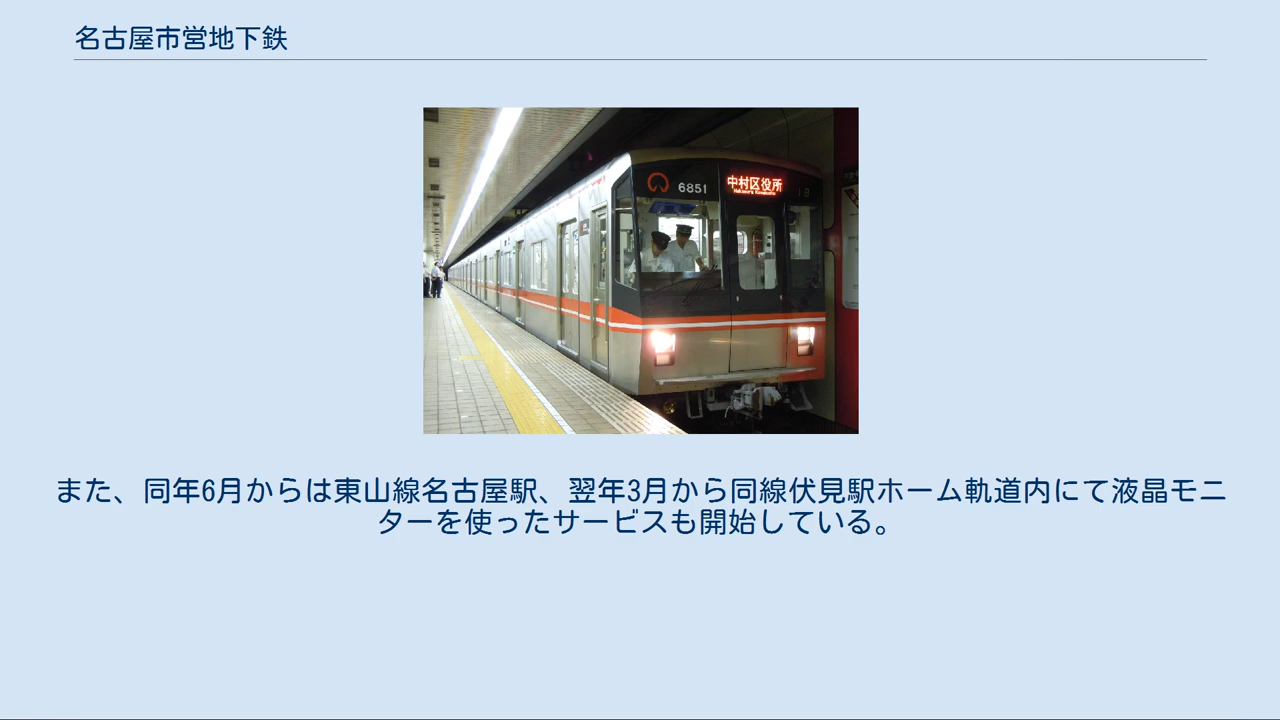 名古屋市営地下鉄
6851
中村区役所
また、同年6月からは東山線名古屋駅、翌年3月から同線伏見駅ホーム軌道内にて液晶モニ
ターを使ったサービスも開始している。